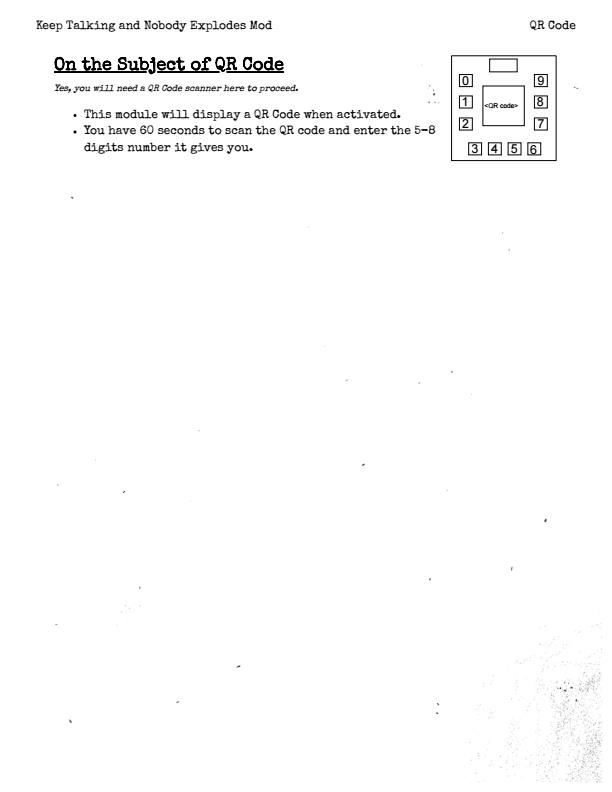 Keep Talking and Nobody Explodes Mod QR Code
On the Subject of QR Code
Yes, you will need a QR Code scanner here to proceed.
• This module will display a QR Code when activated.
• You have 60 seconds to scan the QR code and enter the 5-8
digits number it gives you.
0 9
1 <QR code> 8
2 7
3 4 5 6